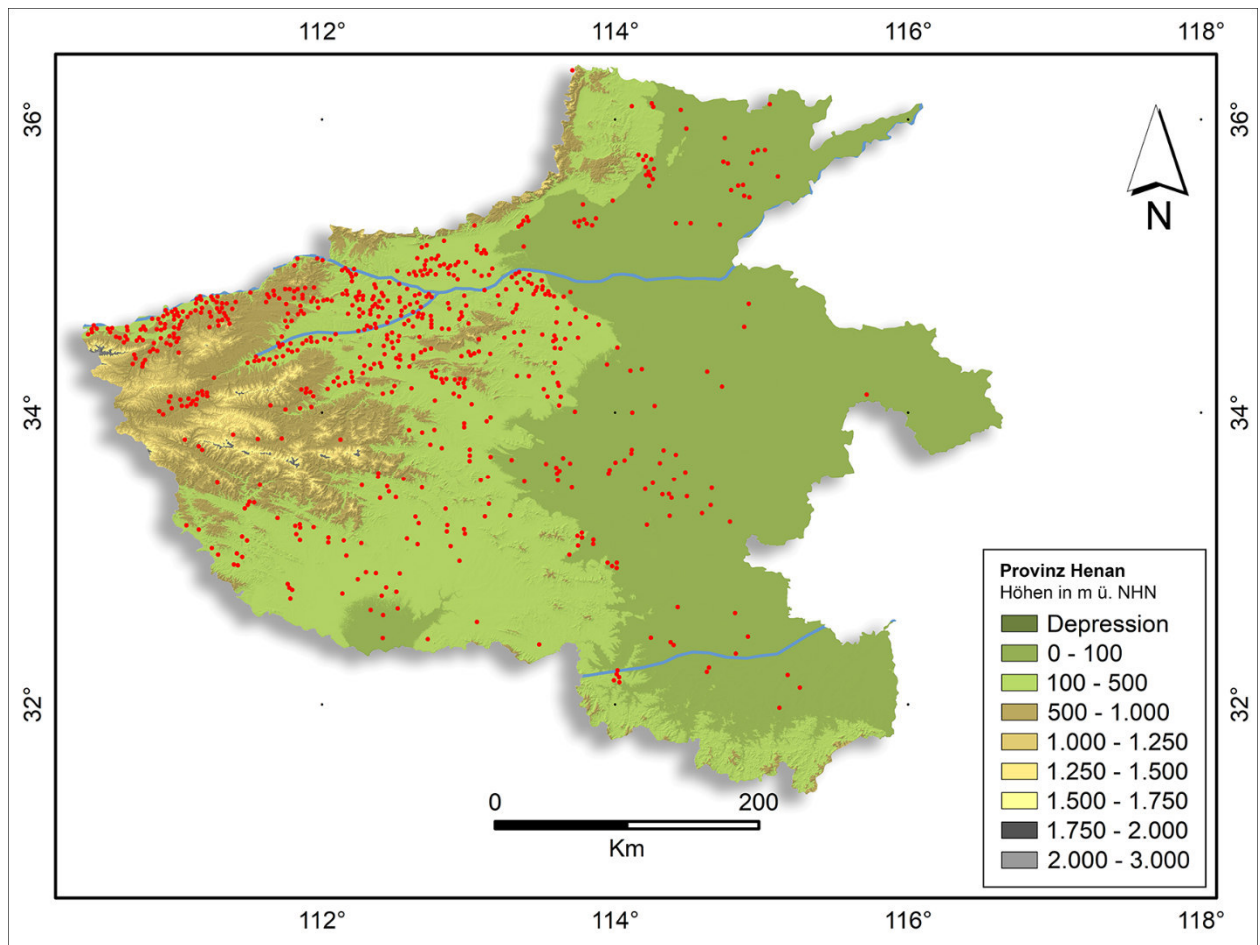 112° 114° 116° 118°
36° 36°
34° 34°
32° 32°
N
Provinz Henan
Höhen in m ü. NHN
Depression
0 - 100
100 - 500
500 - 1.000
1.000 - 1.250
1.250 - 1.500
1.500 - 1.750
1.750 - 2.000
2.000 - 3.000
0 200
Km
112° 114° 116° 118°